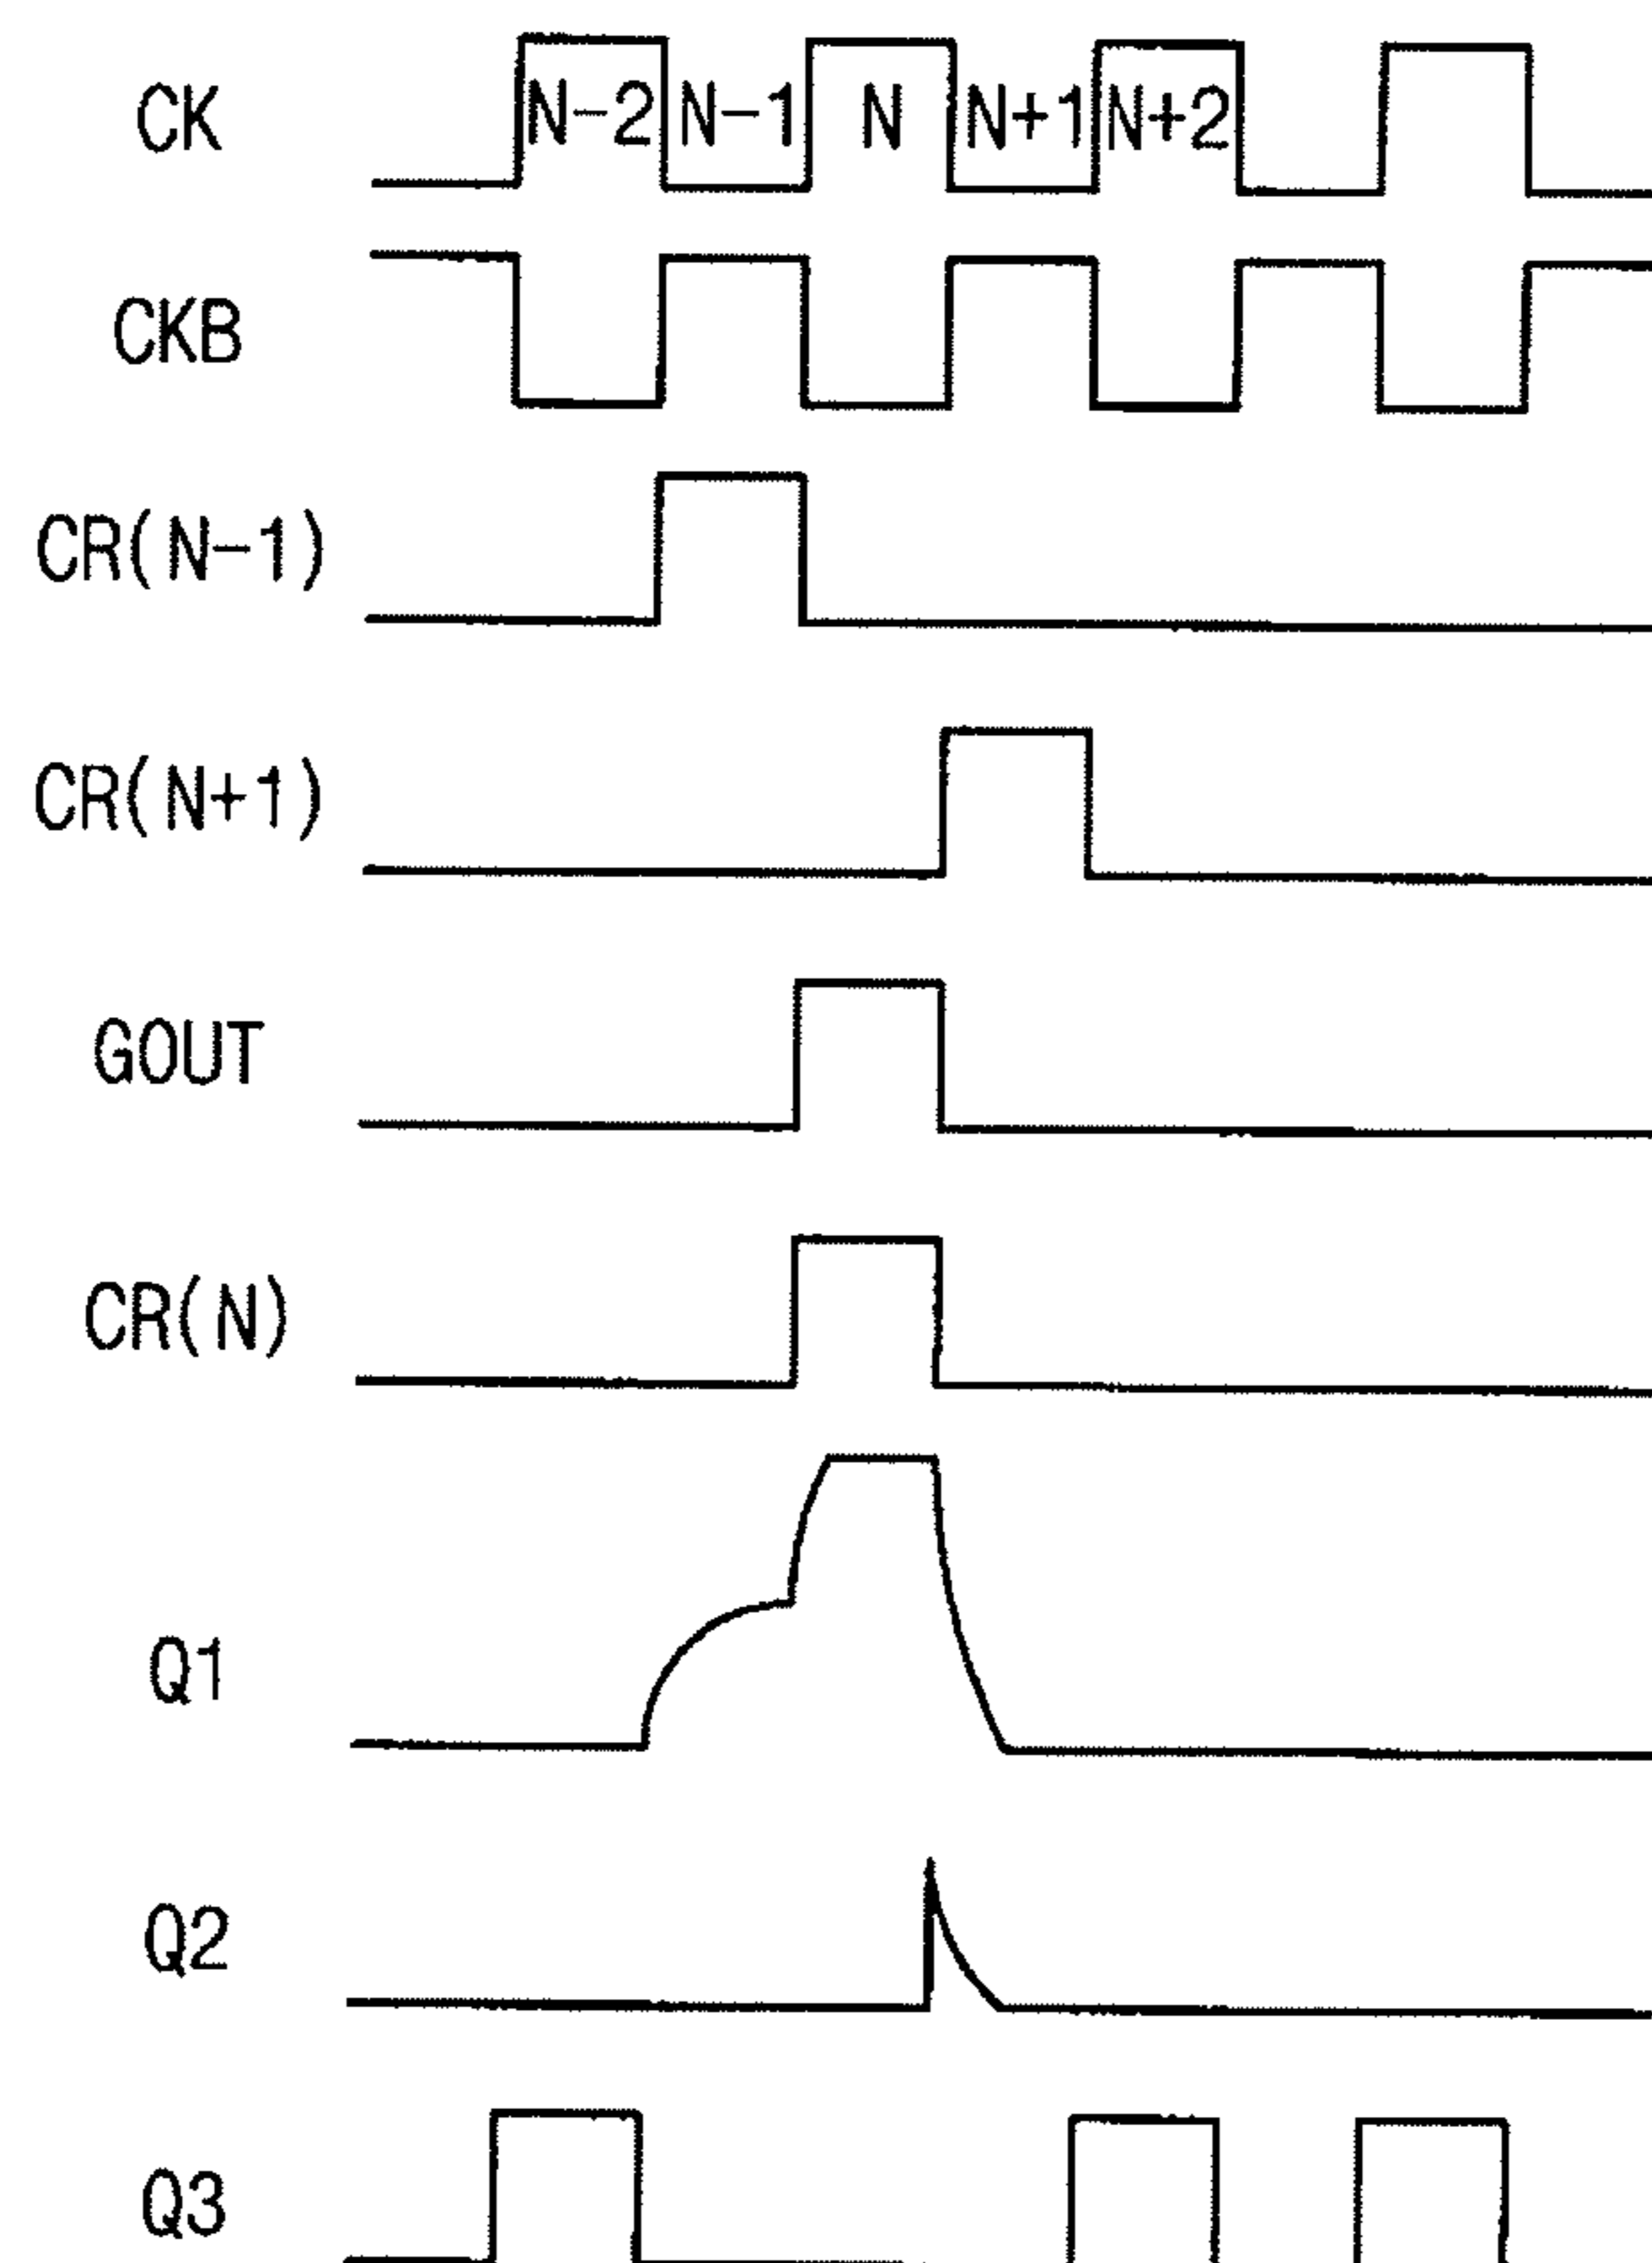 CK N-2 N-1 N N+1 N+2
CKB
CR(N-1)
CR(N+1)
GOUT
CR(N)
Q1
Q2
Q3